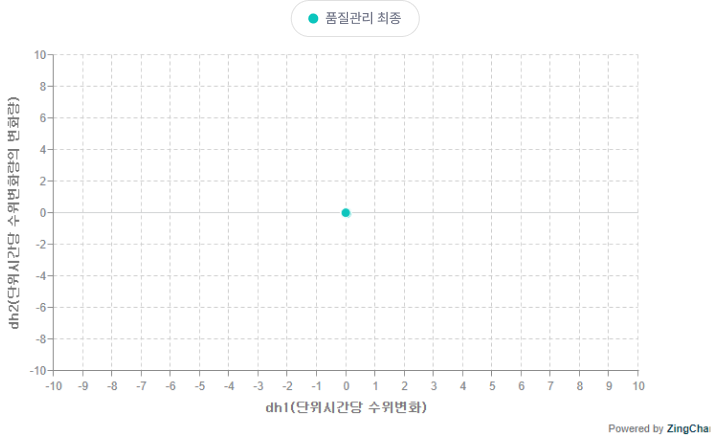 품질관리 최종
10
8
6
4
2
0
-2
-4
-6
-8
-10
dh2(단위시간당 수위변화량의 변화량)
-10 -9 -8 -7 -6 -5 -4 -3 -2 -1 0 1 2 3 4 5 6 7 8 9 10
dh1(단위시간당 수위변화)
Powered by ZingCha